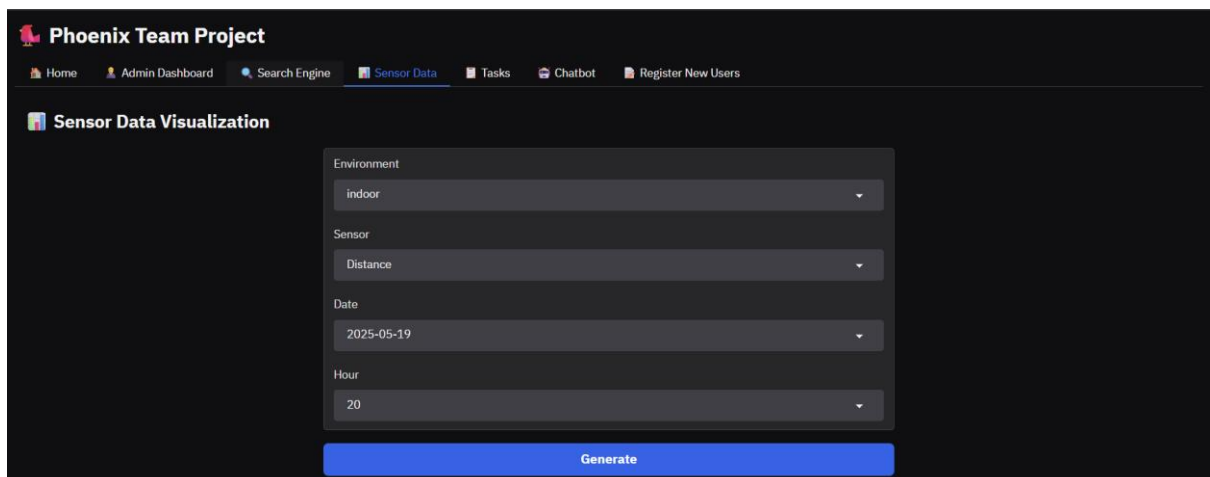 Phoenix Team Project
Home Admin Dashboard Search Engine Sensor Data Tasks Chatbot Register New Users
Sensor Data Visualization
Environment
indoor
Sensor
Distance
Date
2025-05-19
Hour
20
Generate